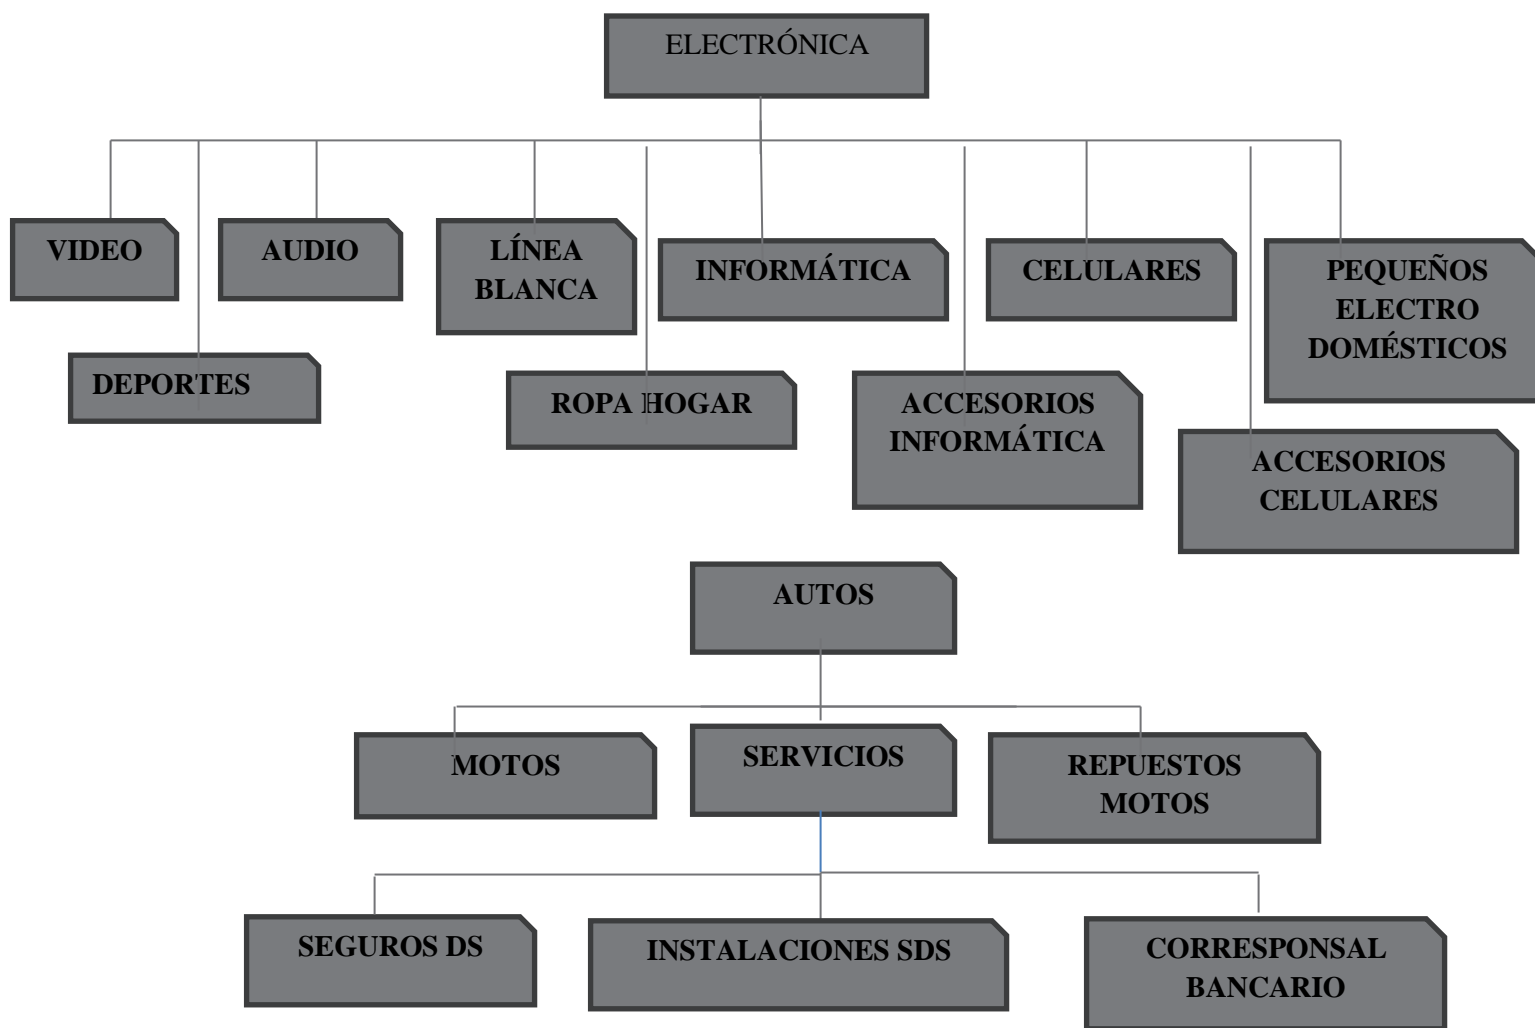 ELECTRÓNICA
VIDEO
AUDIO
LÍNEA
BLANCA
INFORMÁTICA
CELULARES
PEQUEÑOS
ELECTRO
DOMÉSTICOS
DEPORTES
ROPA HOGAR
ACCESORIOS
INFORMÁTICA
ACCESORIOS
CELULARES
AUTOS
MOTOS
SERVICIOS
REPUESTOS
MOTOS
SEGUROS DS
INSTALACIONES SDS
CORRESPONSAL
BANCARIO